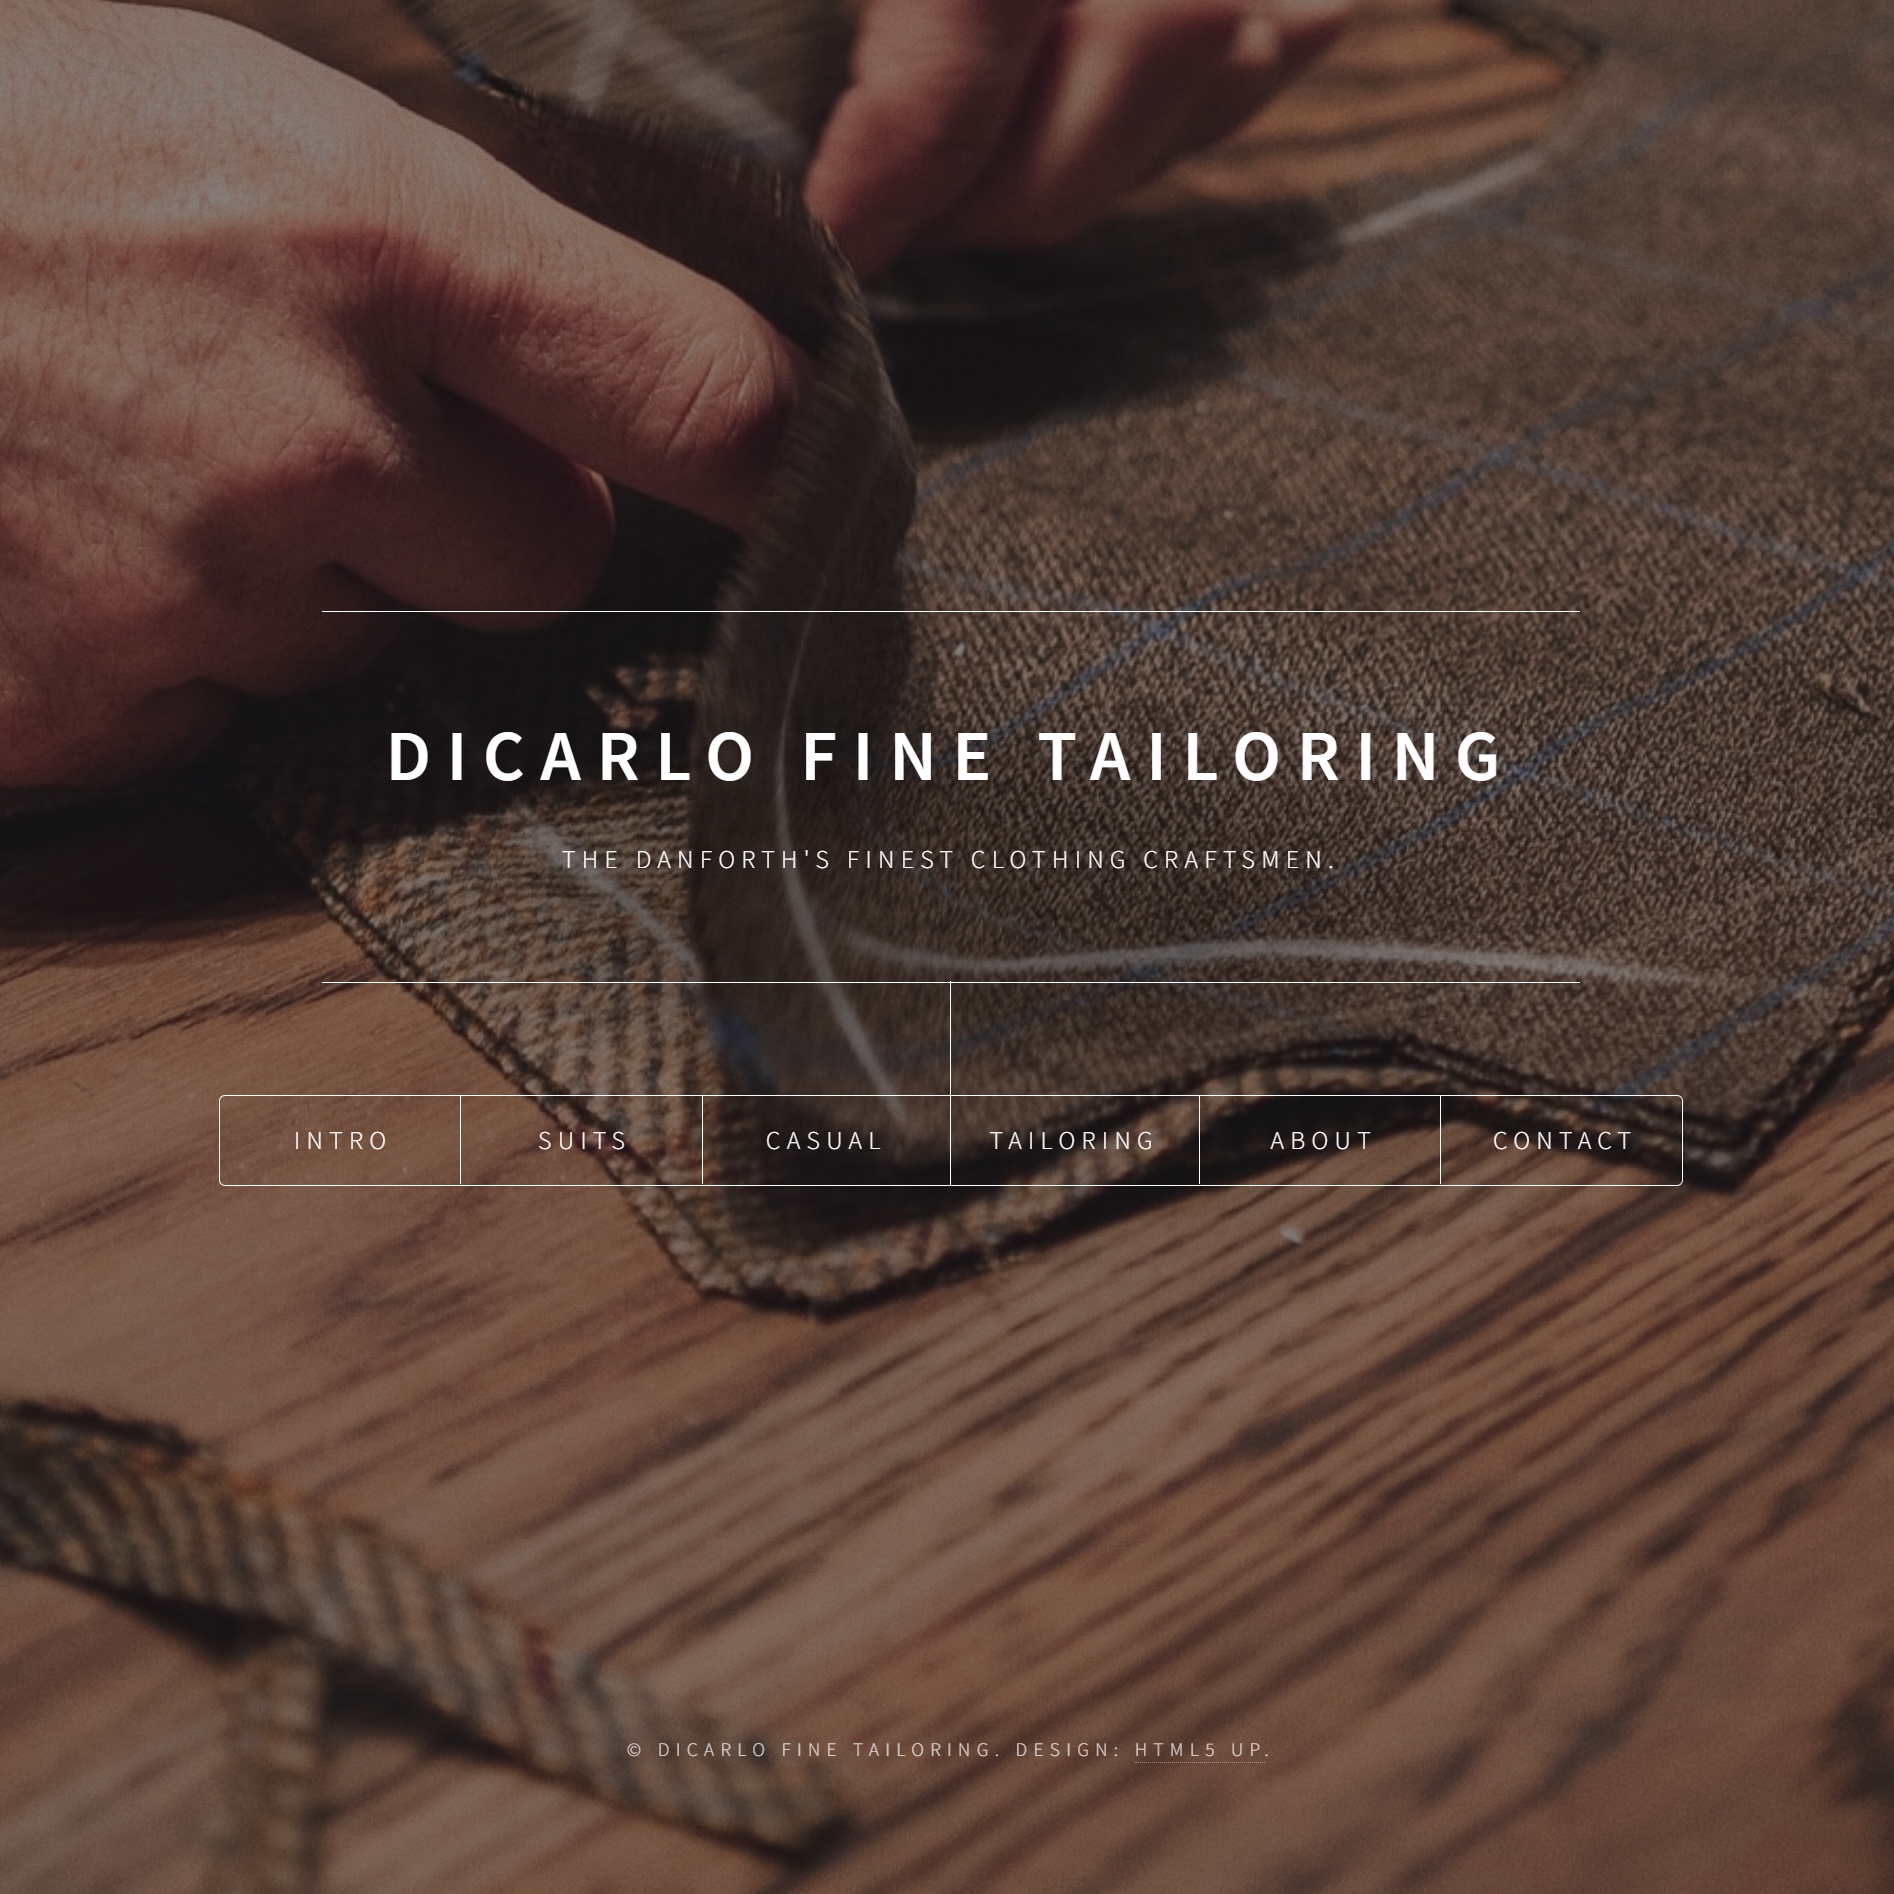 DICARLO FINE TAILORING
THE DANFORTH'S FINEST CLOTHING CRAFTSMEN.
INTRO
SUITS
CASUAL
TAILORING
ABOUT
CONTACT
© DICARLO FINE TAILORING. DESIGN: HTML5 UP.